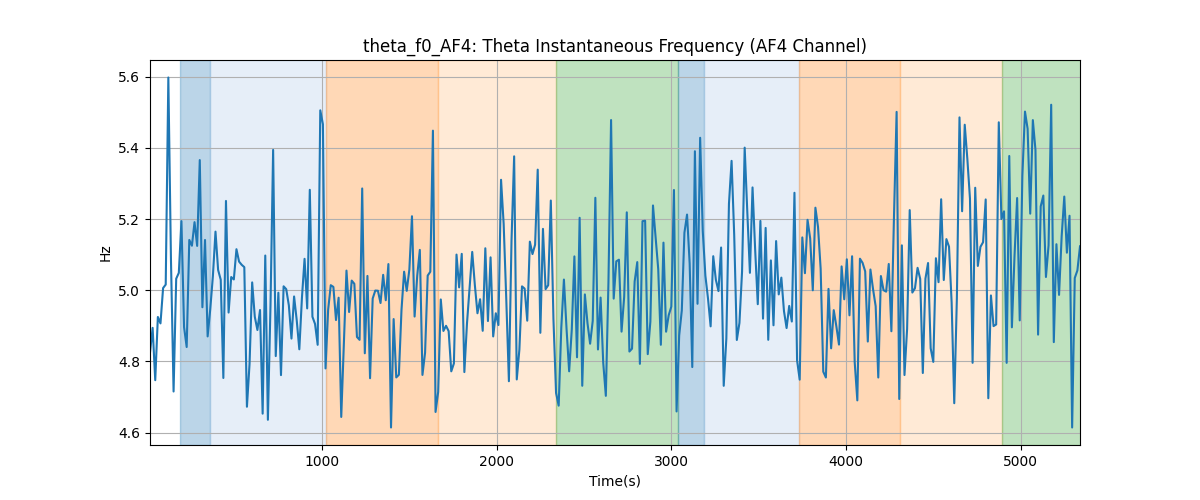 theta_f0_AF4: Theta Instantaneous Frequency (AF4 Channel)
5.6
5.4
5.2
5.0
4.8
4.6
Hz
1000 2000 3000 4000 5000
Time(s)